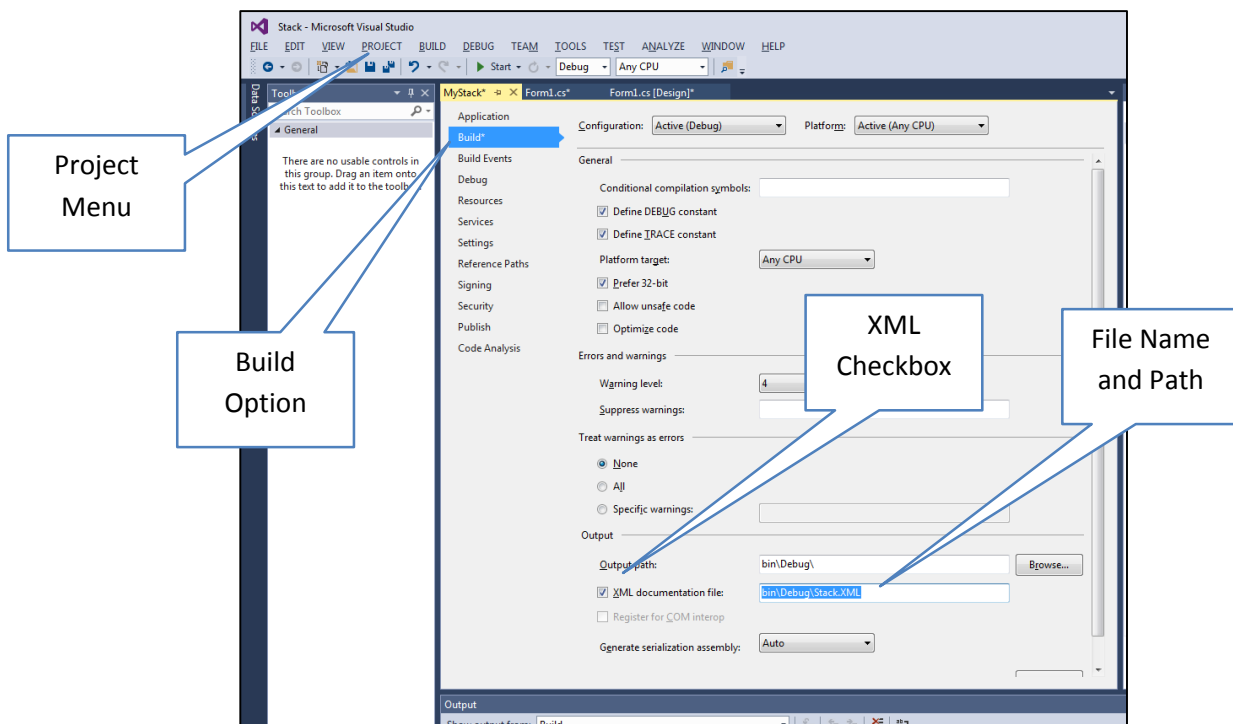 Stack - Microsoft Visual Studio
FILE EDIT VIEW PROJECT BUILD DEBUG TEAM TOOLS TEST ANALYZE WINDOW HELP
Start Debug Any CPU
MyStack* Form1.cs* Form1.cs [Design]*
General
There are no usable controls in
this group. Drag an item onto
this text to add it to the
Application
Build*
Build Events
Debug
Resources
Services
Settings
Reference Paths
Signing
Security
Publish
Code Analysis
Configuration: Active (Debug) Platform: Active (Any CPU)
General
Conditional compilation symbols:
Define DEBUG constant
Define TRACE constant
Platform target: Any CPU
Prefer 32-bit
Allow unsafe code
Optimize code
Errors and warnings
Warning level: 4
Suppress warnings:
Treat warnings as errors
None
All
Specific warnings:
Output
Output path: bin\Debug\ Browse...
XML documentation file: bin\Debug\Stack.XML
Register for COM interop
Generate serialization assembly: Auto
Output
Project
Menu
Build
Option
XML
Checkbox
File Name
and Path